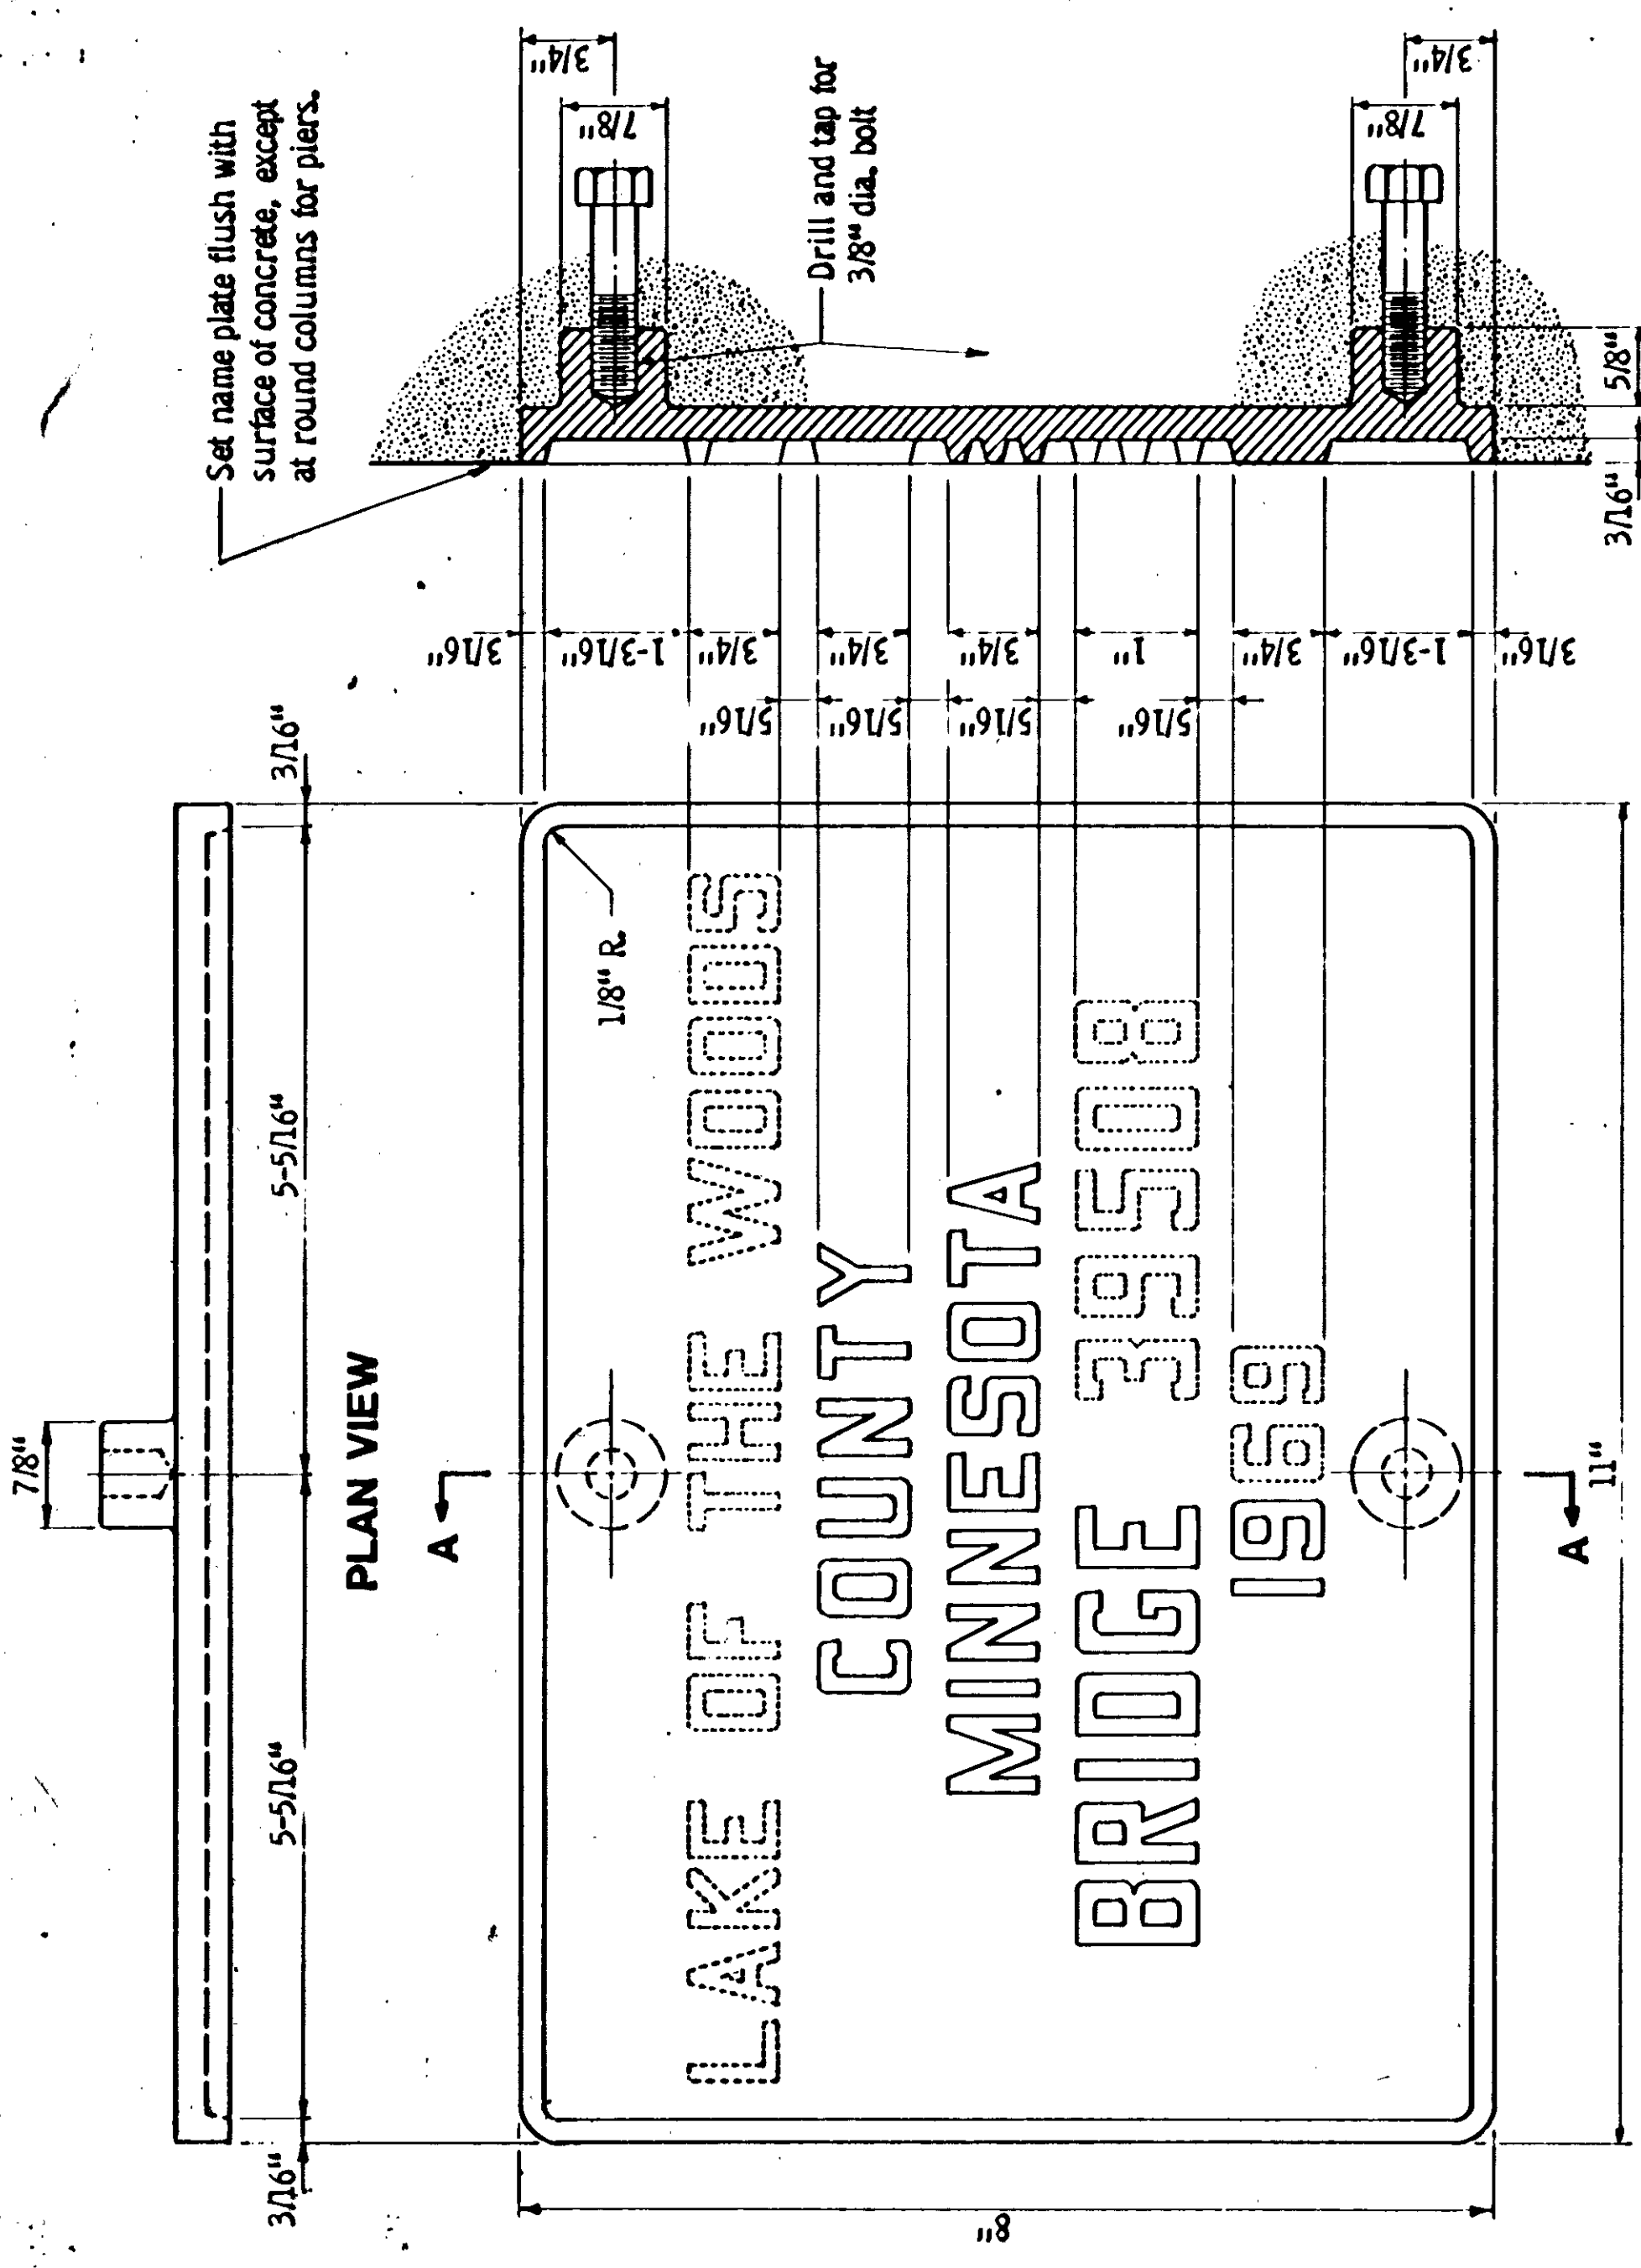 7/8"
3/16"
5-5/16"
5-5/16"
3/16"
PLAN VIEW
A
LAKE OF THE WOODS
COUNTY
MINNESOTA
BRIDGE 39508
1969
1/8" R.
A
8"
11"
3/16"
1-3/16"
3/4"
3/4"
3/4"
1"
3/4"
1-3/16"
3/16"
5/16"
5/16"
5/16"
5/16"
Set name plate flush with
surface of concrete, except
at round columns for piers.
Drill and tap for
3/8" dia. bolt
3/4"
7/8"
7/8"
3/4"
3/16"
5/8"